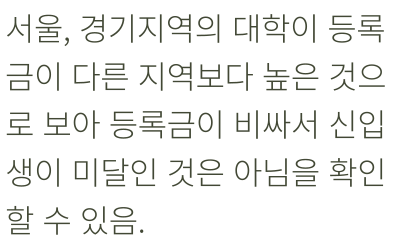 서울, 경기지역의 대학이 등록
금이 다른 지역보다 높은 것으
로 보아 등록금이 비싸서 신입
생이 미달인 것은 아님을 확인
할 수 있음.